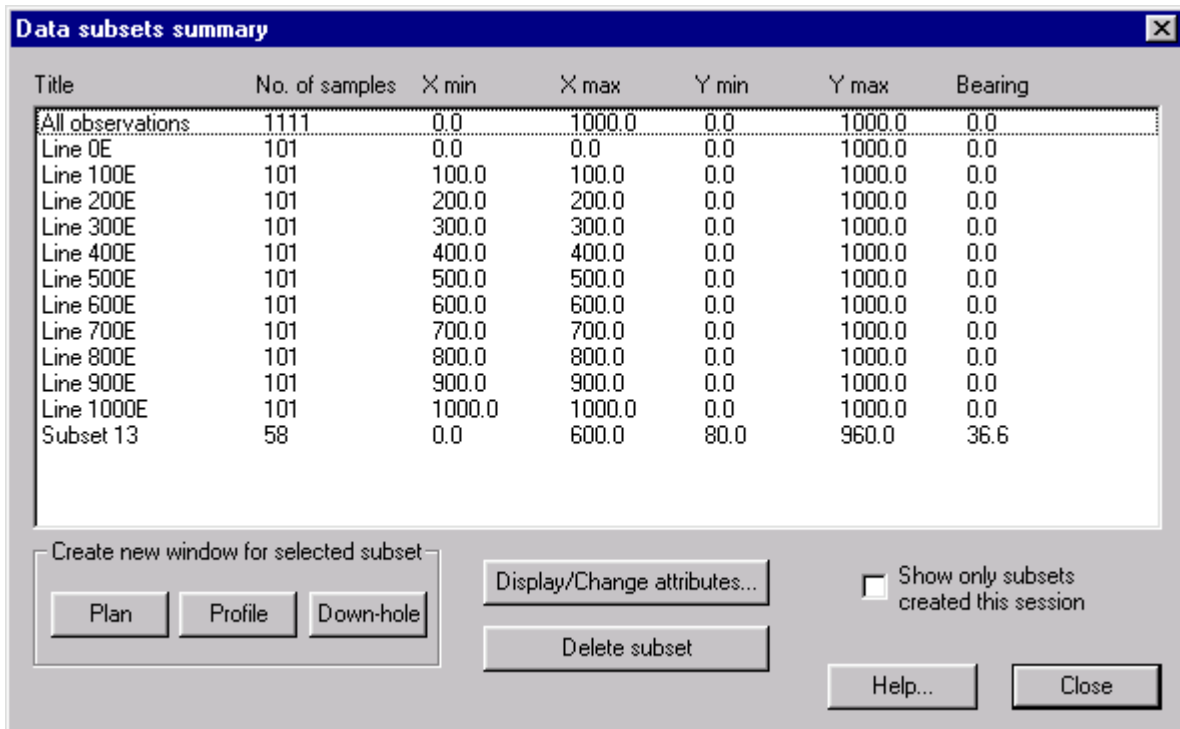 Data subsets summary
Title No. of samples X min X max Y min Y max Bearing
All observations 1111 0.0 1000.0 0.0 1000.0 0.0
Line 0E 101 0.0 0.0 0.0 1000.0 0.0
Line 100E 101 100.0 100.0 0.0 1000.0 0.0
Line 200E 101 200.0 200.0 0.0 1000.0 0.0
Line 300E 101 300.0 300.0 0.0 1000.0 0.0
Line 400E 101 400.0 400.0 0.0 1000.0 0.0
Line 500E 101 500.0 500.0 0.0 1000.0 0.0
Line 600E 101 600.0 600.0 0.0 1000.0 0.0
Line 700E 101 700.0 700.0 0.0 1000.0 0.0
Line 800E 101 800.0 800.0 0.0 1000.0 0.0
Line 900E 101 900.0 900.0 0.0 1000.0 0.0
Line 1000E 101 1000.0 1000.0 0.0 1000.0 0.0
Subset 13 58 0.0 600.0 80.0 960.0 36.6
Create new window for selected subset
Plan Profile Down-hole
Display/Change attributes...
Delete subset
Show only subsets
created this session
Help... Close